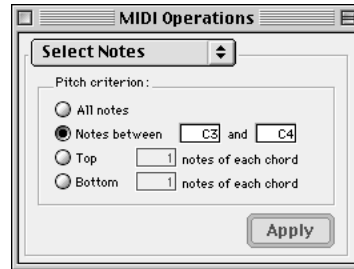 MIDI Operations
Select Notes
Pitch criterion:
All notes
Notes between C3 and C4
Top 1 notes of each chord
Bottom 1 notes of each chord
Apply